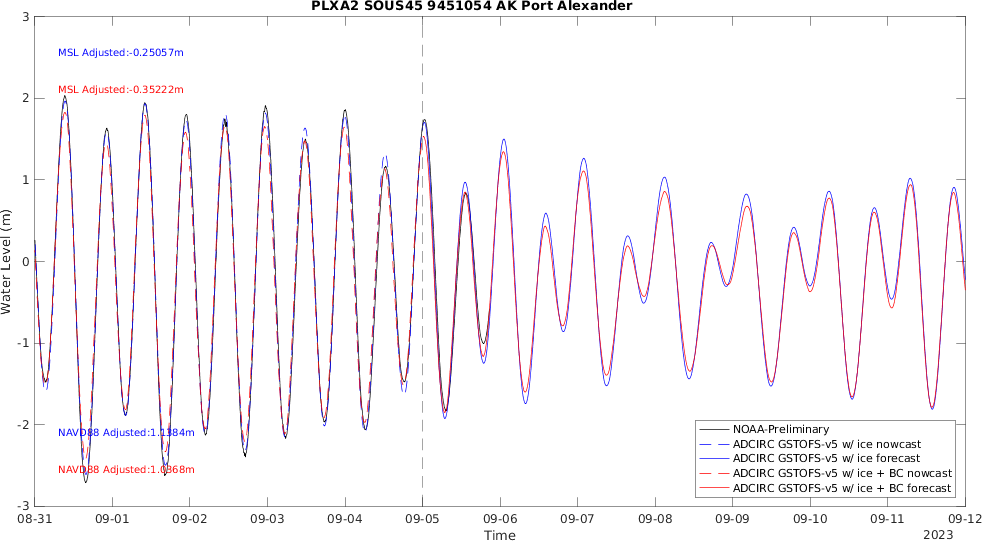 PLXA2 SOUS45 9451054 AK Port Alexander
3
MSL Adjusted:-0.25057m
MSL Adjusted:-0.35222m
2
1
0
Water Level (m)
-1
-2
NAVD88 Adjusted:1.1384m
NAVD88 Adjusted:1.0368m
-3
NOAA-Preliminary
ADCIRC GSTOFS-v5 w/ ice nowcast
ADCIRC GSTOFS-v5 w/ ice forecast
ADCIRC GSTOFS-v5 w/ ice + BC nowcast
ADCIRC GSTOFS-v5 w/ ice + BC forecast
08-31 09-01 09-02 09-03 09-04 09-05 09-06 09-07 09-08 09-09 09-10 09-11 09-12
Time
2023